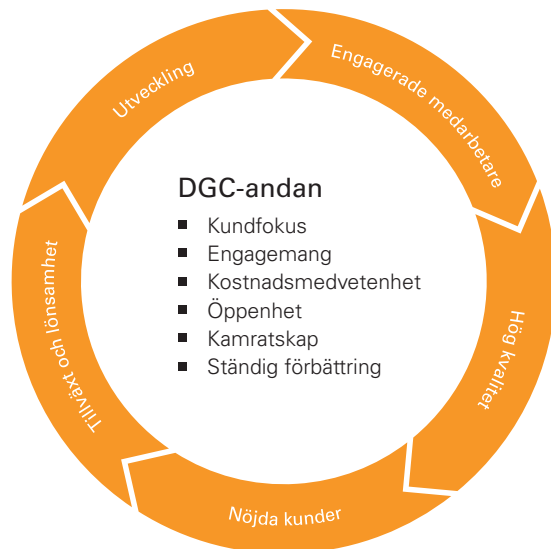 Utveckling
Engagerade medarbetare
DGC-andan
■ Kundfokus
■ Engagemang
■ Kostnadsmedvetenhet
■ Öppenhet
■ Kamratskap
■ Ständig förbättring
Hög kvalitet
Nöjda kunder
Tillväxt och lönsamhet